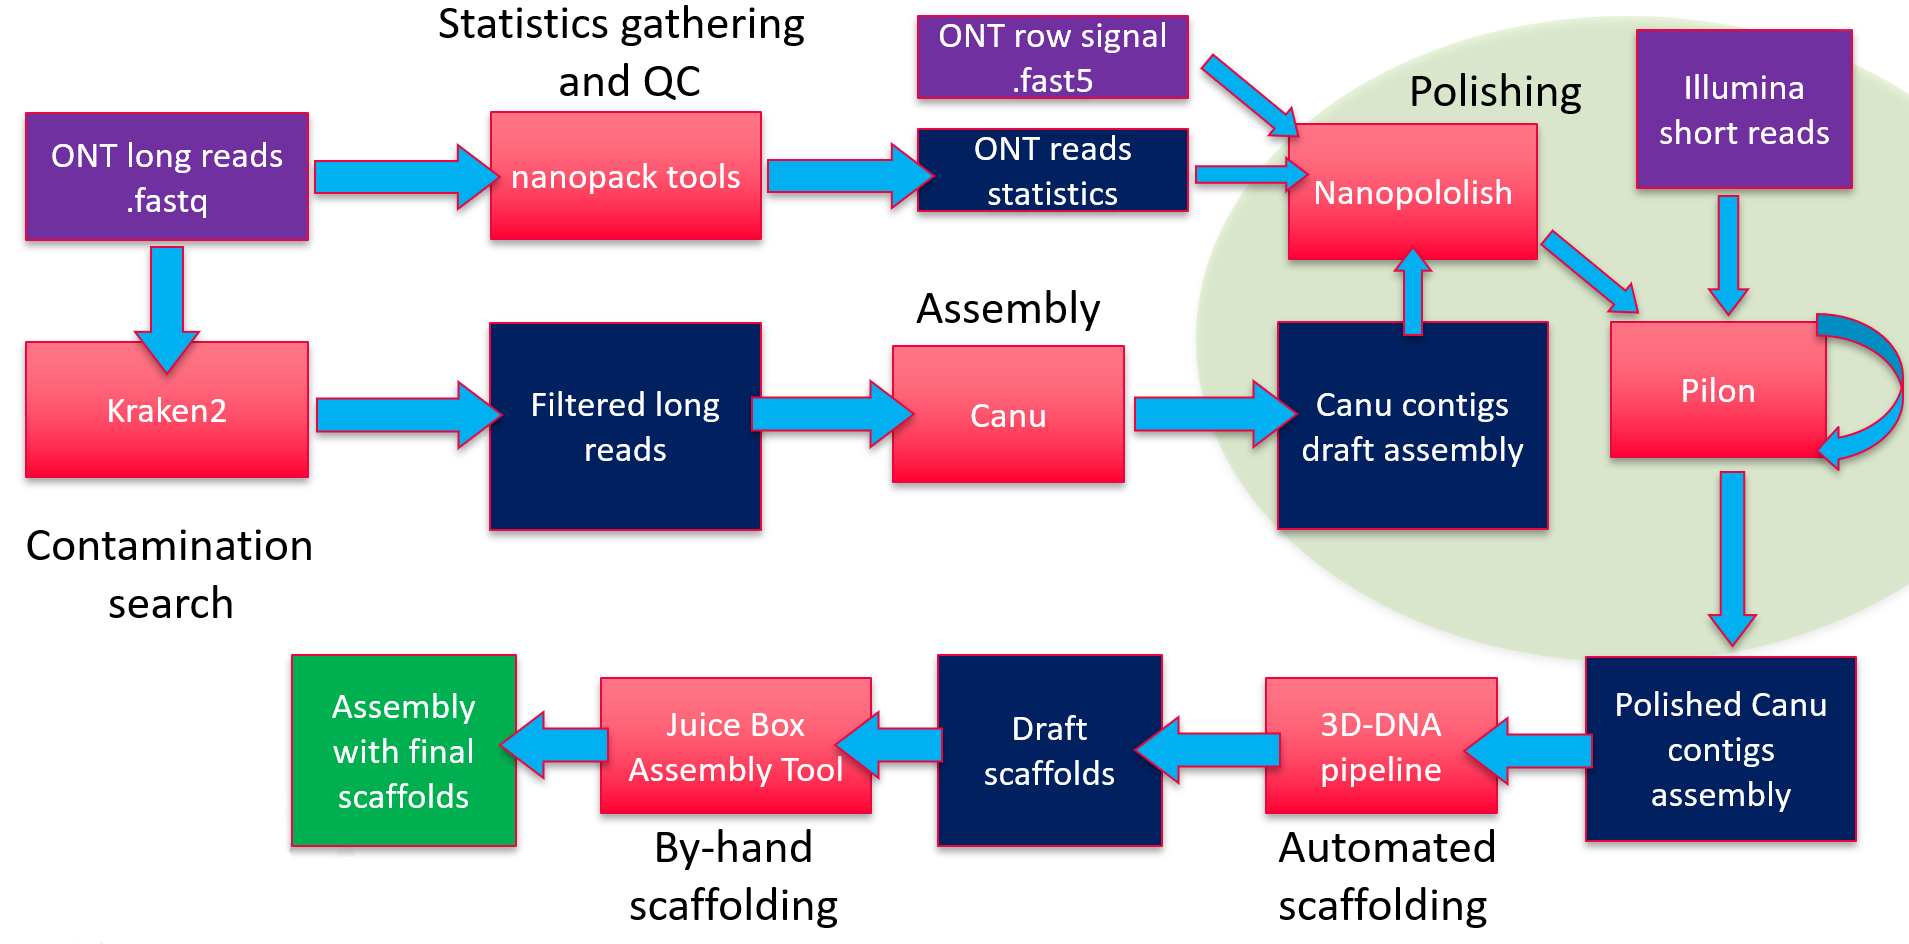 Statistics gathering
and QC
ONT long reads
.fastq
nanopack tools
ONT row signal
.fast5
ONT reads
statistics
Polishing
Nanopololish
Illumina
short reads
Kraken2
Contamination
search
Filtered long
reads
Assembly
Canu
Canu contigs
draft assembly
Pilon
Polished Canu
contigs
assembly
3D-DNA
pipeline
Automated
scaffolding
Draft
scaffolds
Juice Box
Assembly Tool
By-hand
scaffolding
Assembly
with final
scaffolds